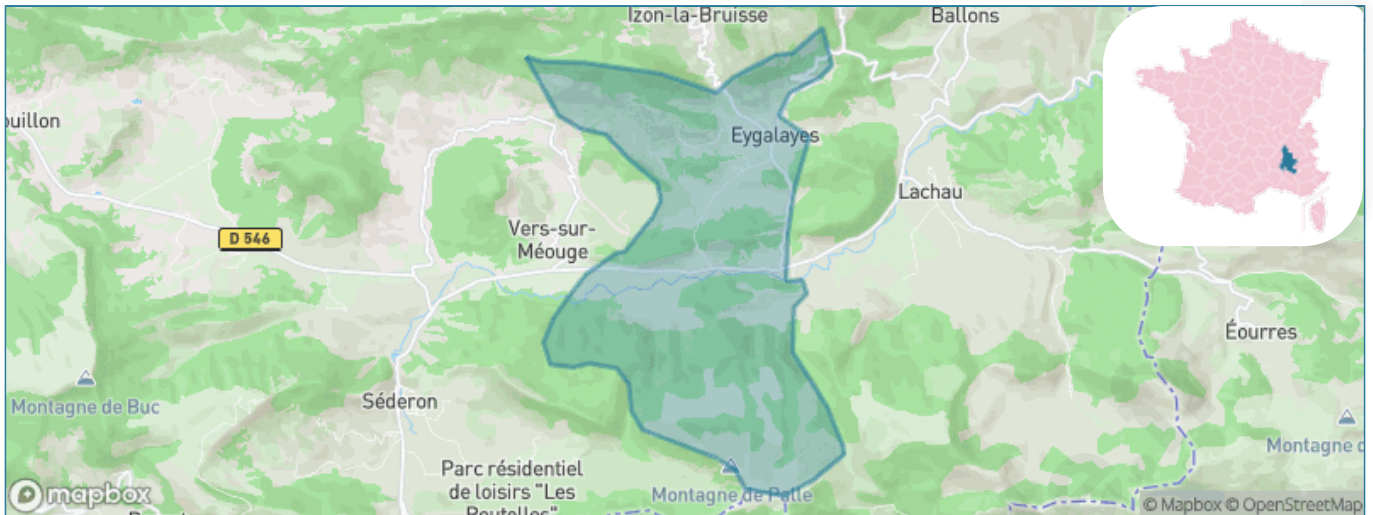 Izon-la-Bruisse
Ballons
ouillon
Eygalayes
Lachau
Vers-sur-
Méouge
D 546
Éourres
Montagne de Buc
Séderon
Montagne d
Parc résidentiel
de loisirs "Les
Montagne de Palle
mapbox
© Mapbox © OpenStreetMap